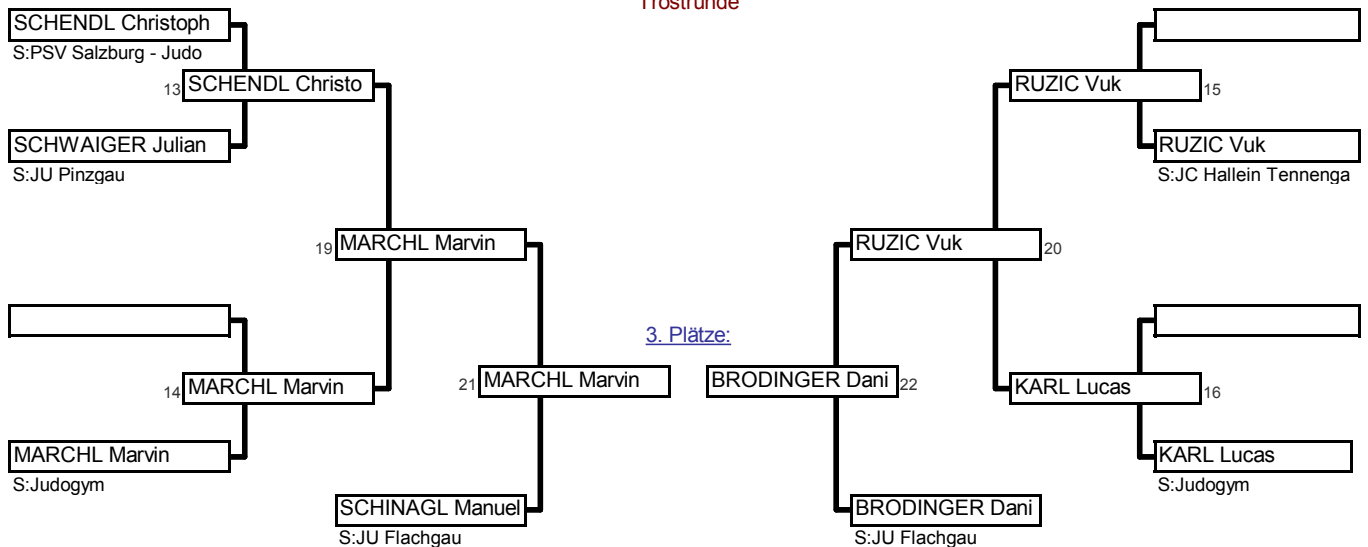 Trostrunde
SCHENDL Christoph
S:PSV Salzburg - Judo
13 SCHENDL Christo
SCHWAIGER Julian
S:JU Pinzgau
19 MARCHL Marvin
14 MARCHL Marvin
MARCHL Marvin
S:Judogym
21 MARCHL Marvin
SCHINAGL Manuel
S:JU Flachgau
3. Plätze:
RUZIC Vuk 15
RUZIC Vuk
S:JC Hallein Tennenga
RUZIC Vuk 20
BRODINGER Dani 22
KARL Lucas 16
KARL Lucas
S:Judogym
BRODINGER Dani
S:JU Flachgau